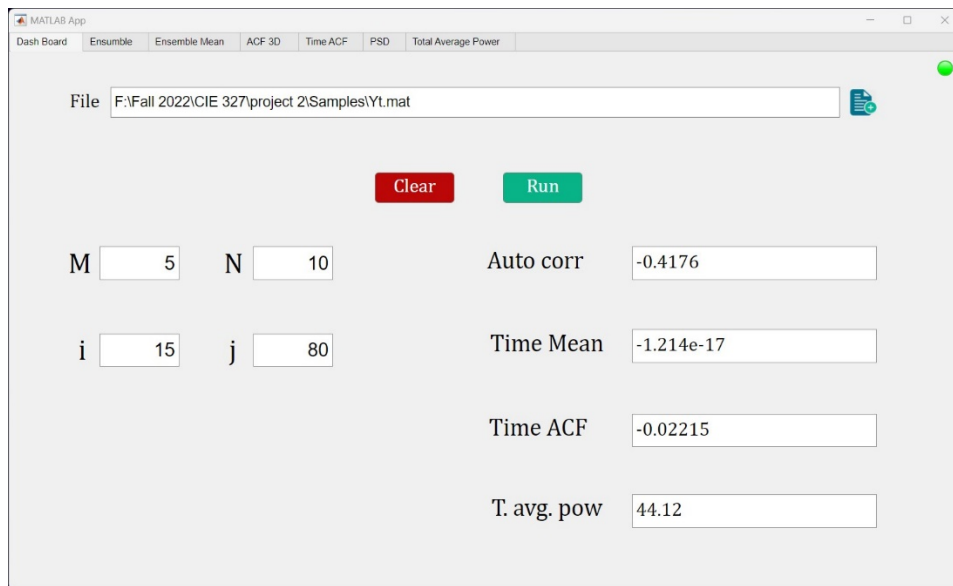 MATLAB App
Dash Board Ensumble Ensemble Mean ACF 3D Time ACF PSD Total Average Power
File F:\Fall 2022\CIE 327\project 2\Samples\Yt.mat
Clear Run
M 5 N 10 Auto corr -0.4176
i 15 j 80 Time Mean -1.214e-17
Time ACF -0.02215
T. avg. pow 44.12